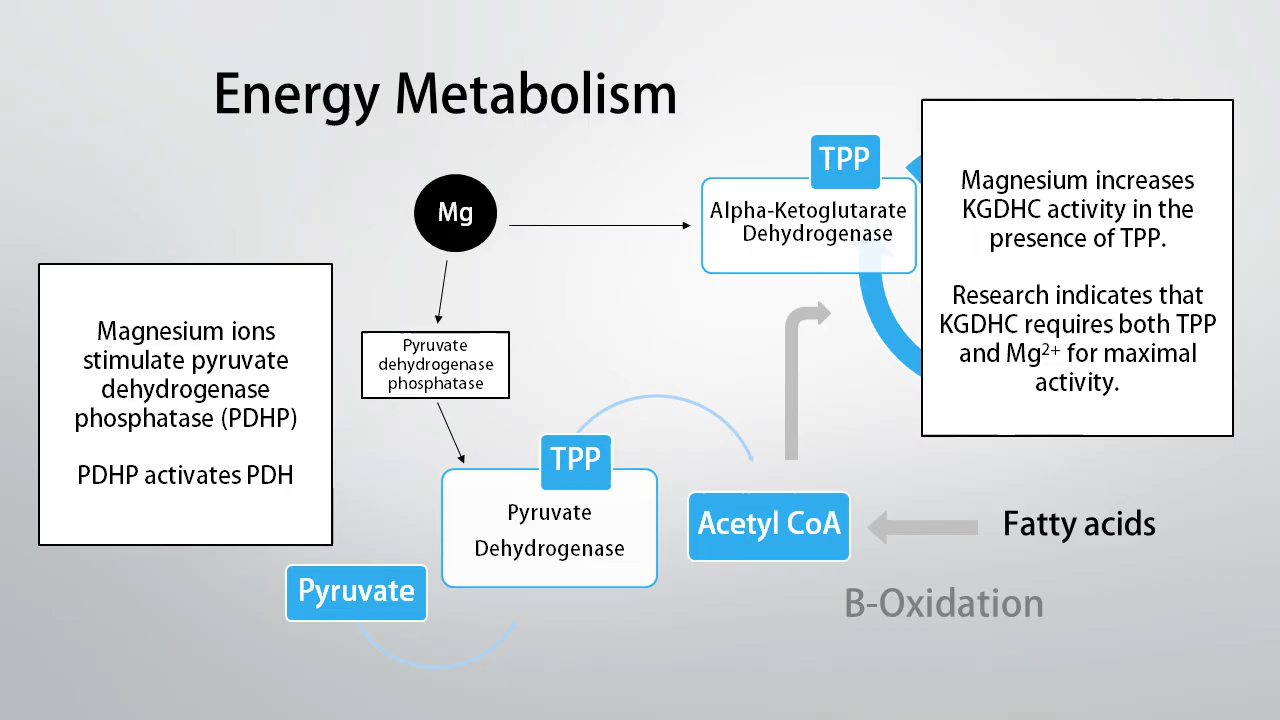 Energy Metabolism
TPP
Mg
Alpha-Ketoglutarate
Dehydrogenase
Magnesium increases
KGDHC activity in the
presence of TPP.
Research indicates that
KGDHC requires both TPP
and Mg²⁺ for maximal
activity.
Magnesium ions
stimulate pyruvate
dehydrogenase
phosphatase (PDHP)
PDHP activates PDH
Pyruvate
dehydrogenase
phosphatase
TPP
Pyruvate
Dehydrogenase
Acetyl CoA
Fatty acids
Pyruvate
B-Oxidation